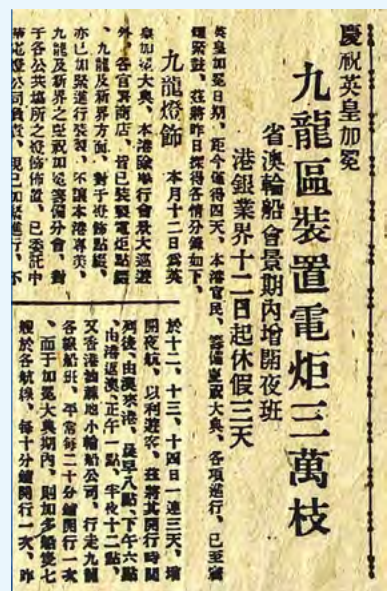 慶祝英皇加冕
九龍區裝置電炬三萬枝
省澳輪船會景期內增開夜班
港銀業界十二日起休假三天
英皇加冕日期、距今僅得四天、本港官民、籌備慶祝大典、各項進行、已至緊
鑼緊鼓、茲將昨日探得各情分錄如下、
九龍燈飾
本月十二日為英
皇加冕大典、本港除舉行會景大巡遊
外、各官署商店、皆已裝製電炬點綴
、九龍及新界方面、對于燈飾點綴、
亦已加緊進行裝製、不讓本港專美、
九龍及新界之慶祝加冕籌備分會、對
于各公共塲所之燈飾佈置、已委託中
華電燈公司負責、現已加緊進行、不
於十二、十三、十四日一連三天、增
開夜航、以利遊客、茲將其開行時間
列後、由澳來港、晨早八點、下午六點
、由港返澳、正午一點、半夜十二點、
又香港油蔴地小輪船公司、行走九龍
各線船班、平常每二十分鐘開行一次
、而于加冕大典期內、則加多船隻七
艘於各航線、每十分鐘開行一次、昨